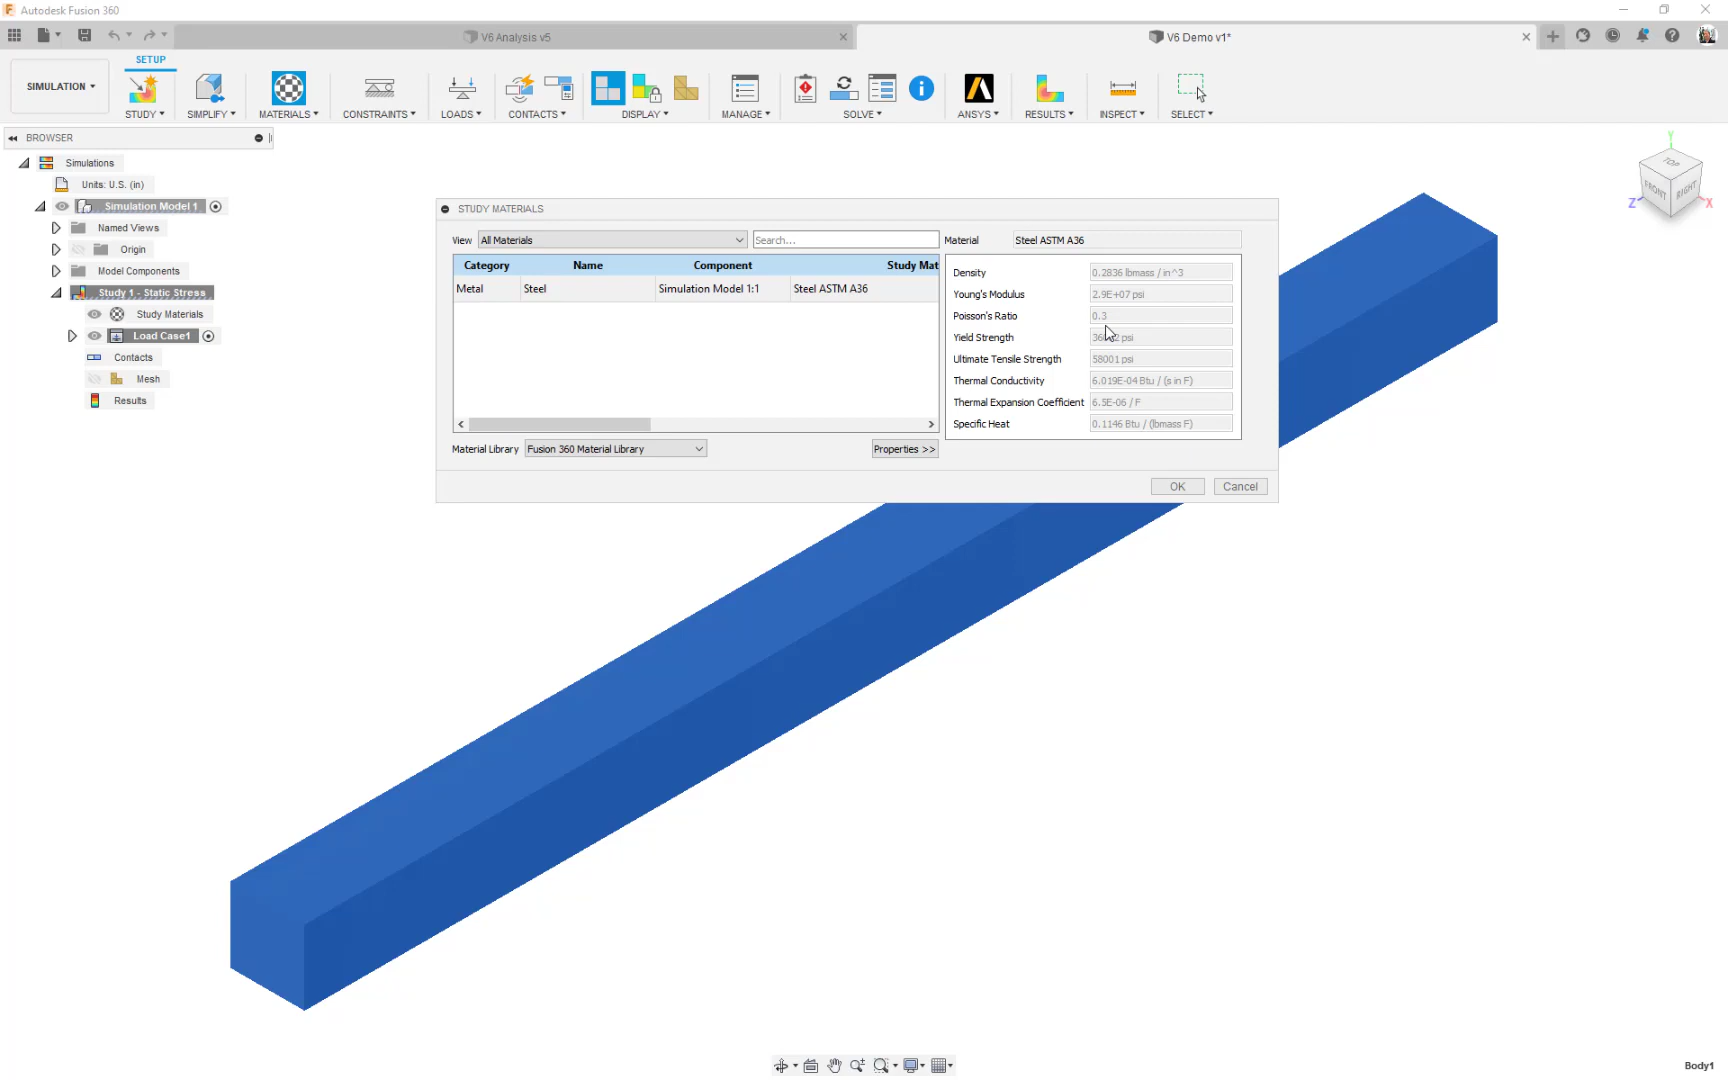 Autodesk Fusion 360
V6 Analysis v5
V6 Demo v1*
SIMULATION
SETUP
STUDY
SIMPLIFY
MATERIALS
CONSTRAINTS
LOADS
CONTACTS
DISPLAY
MANAGE
SOLVE
ANSYS
RESULTS
INSPECT
SELECT
BROWSER
Simulations
Units: U.S. (in)
Simulation Model 1
Named Views
Origin
Model Components
Study 1 - Static Stress
Study Materials
Load Case1
Contacts
Mesh
Results
STUDY MATERIALS
View All Materials Search... Material Steel ASTM A36
Category Name Component Study Mat
Metal Steel Simulation Model 1:1 Steel ASTM A36
Density 0.2836 lbmass / in^3
Young's Modulus 2.9E+07 psi
Poisson's Ratio 0.3
Yield Strength psi
Ultimate Tensile Strength 58001 psi
Thermal Conductivity 6.019E-04 Btu / (s in F)
Thermal Expansion Coefficient 6.5E-06 / F
Specific Heat 0.1146 Btu / (lbmass F)
Material Library Fusion 360 Material Library Properties >>
OK Cancel
Y
TOP
FRONT RIGHT
Z X
Body1